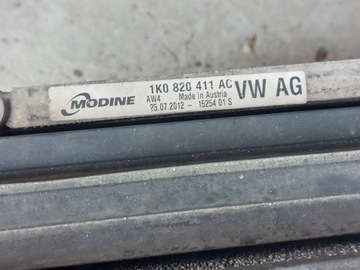 MODINE
1K0 820 411 AC
VW AG
AW4 Made in Austria
25.07.2012 - 15254 01 S